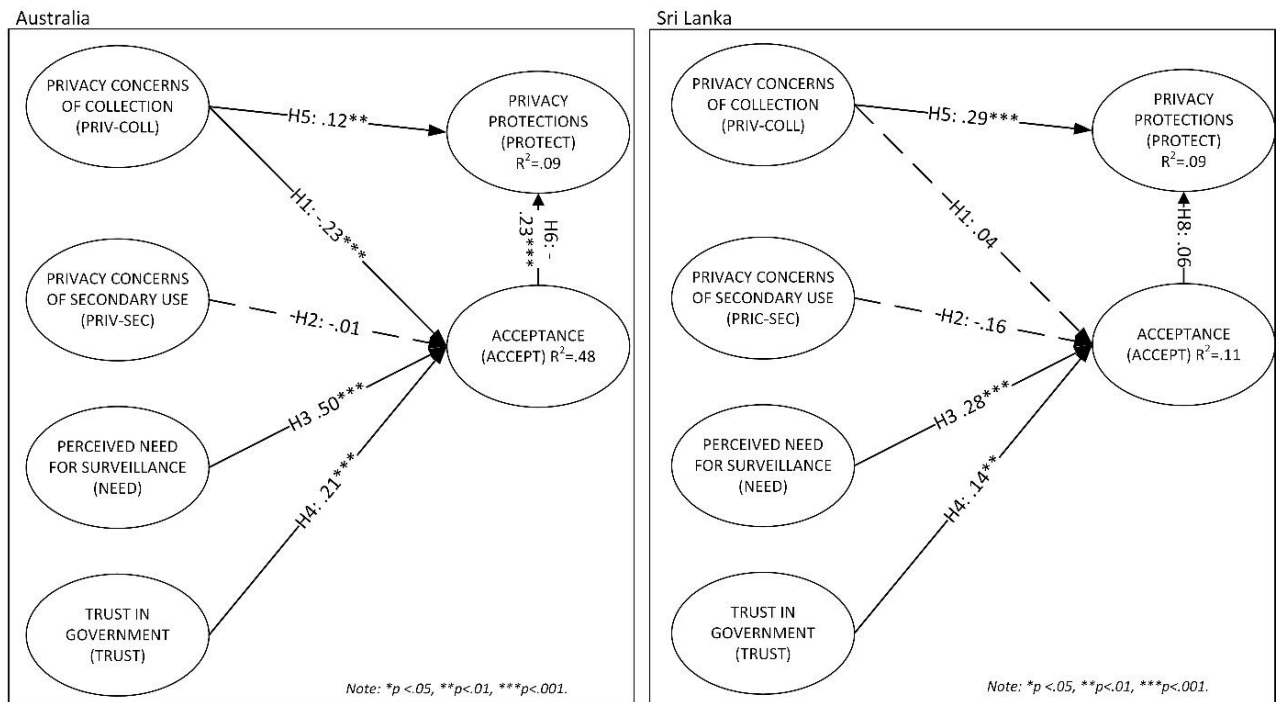 Australia
PRIVACY CONCERNS
OF COLLECTION
(PRIV-COLL)
H5: .12**
PRIVACY
PROTECTIONS
(PROTECT)
R²=.09
H1: -.23***
H6: -
.23***
PRIVACY CONCERNS
OF SECONDARY USE
(PRIV-SEC)
H2: -.01
ACCEPTANCE
(ACCEPT) R²=.48
H3 .50***
PERCEIVED NEED
FOR SURVEILLANCE
(NEED)
H4: .21***
TRUST IN
GOVERNMENT
(TRUST)
Note: *p <.05, **p<.01, ***p<.001.
Sri Lanka
PRIVACY CONCERNS
OF COLLECTION
(PRIV-COLL)
H5: .29***
PRIVACY
PROTECTIONS
(PROTECT)
R²=.09
H1: .04
H8: .06
PRIVACY CONCERNS
OF SECONDARY USE
(PRIC-SEC)
H2: -.16
ACCEPTANCE
(ACCEPT) R²=.11
H3 .28***
PERCEIVED NEED
FOR SURVEILLANCE
(NEED)
H4: .14**
TRUST IN
GOVERNMENT
(TRUST)
Note: *p <.05, **p<.01, ***p<.001.